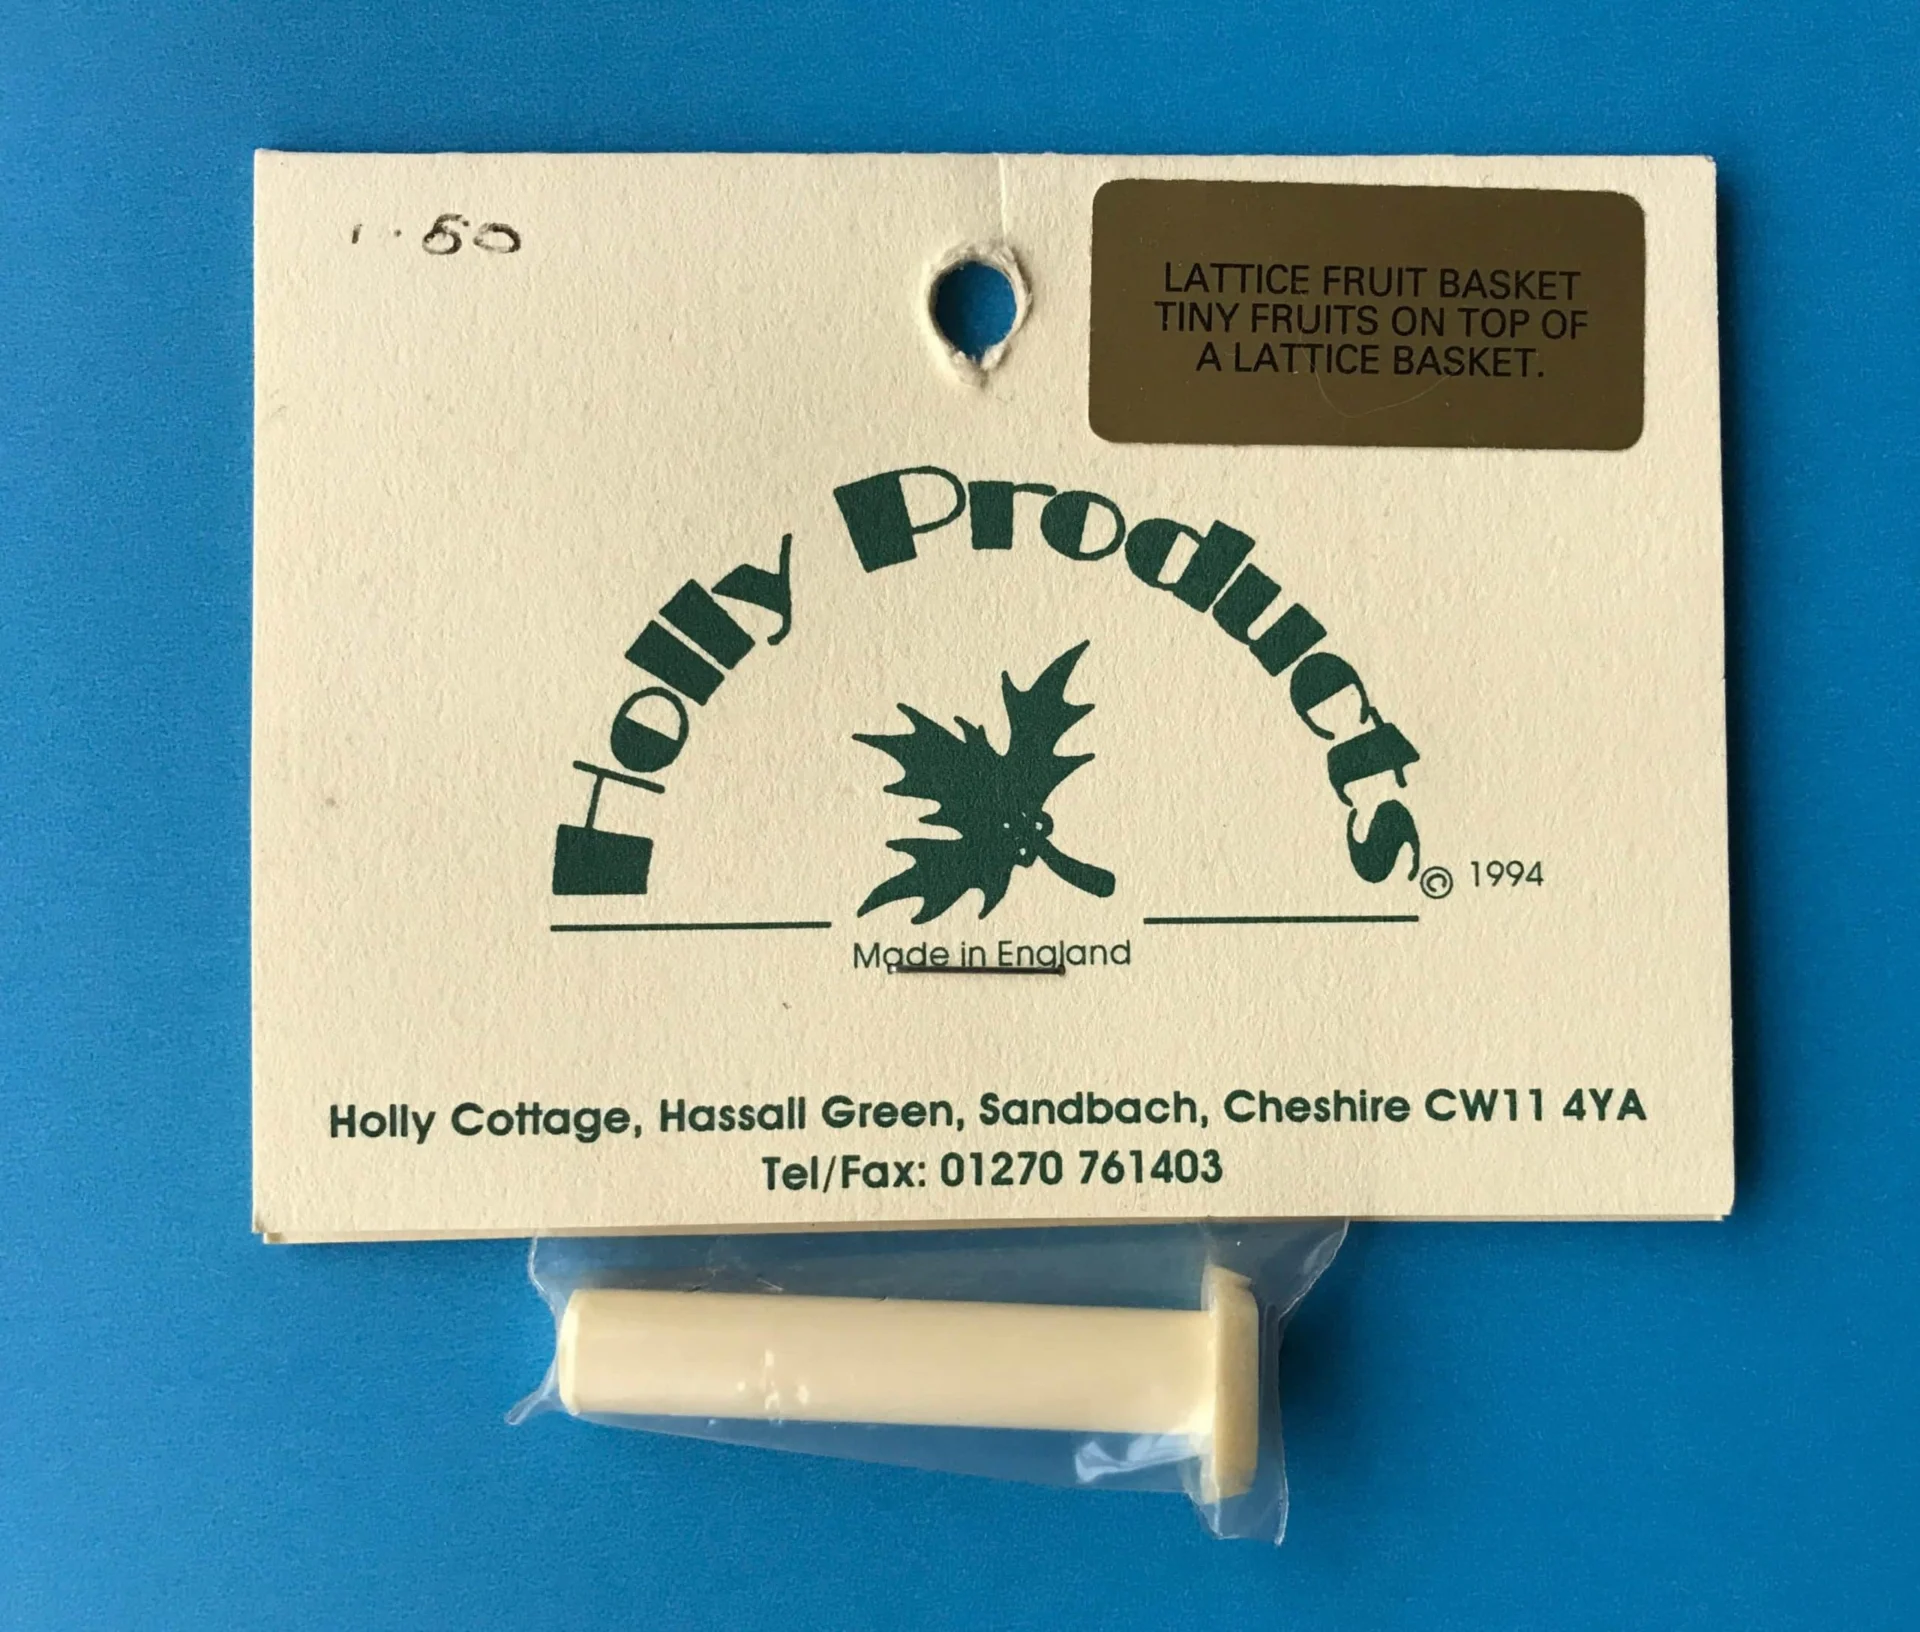 1.50
LATTICE FRUIT BASKET
TINY FRUITS ON TOP OF
A LATTICE BASKET.
Holly Products
© 1994
Made in England
Holly Cottage, Hassall Green, Sandbach, Cheshire CW11 4YA
Tel/Fax: 01270 761403